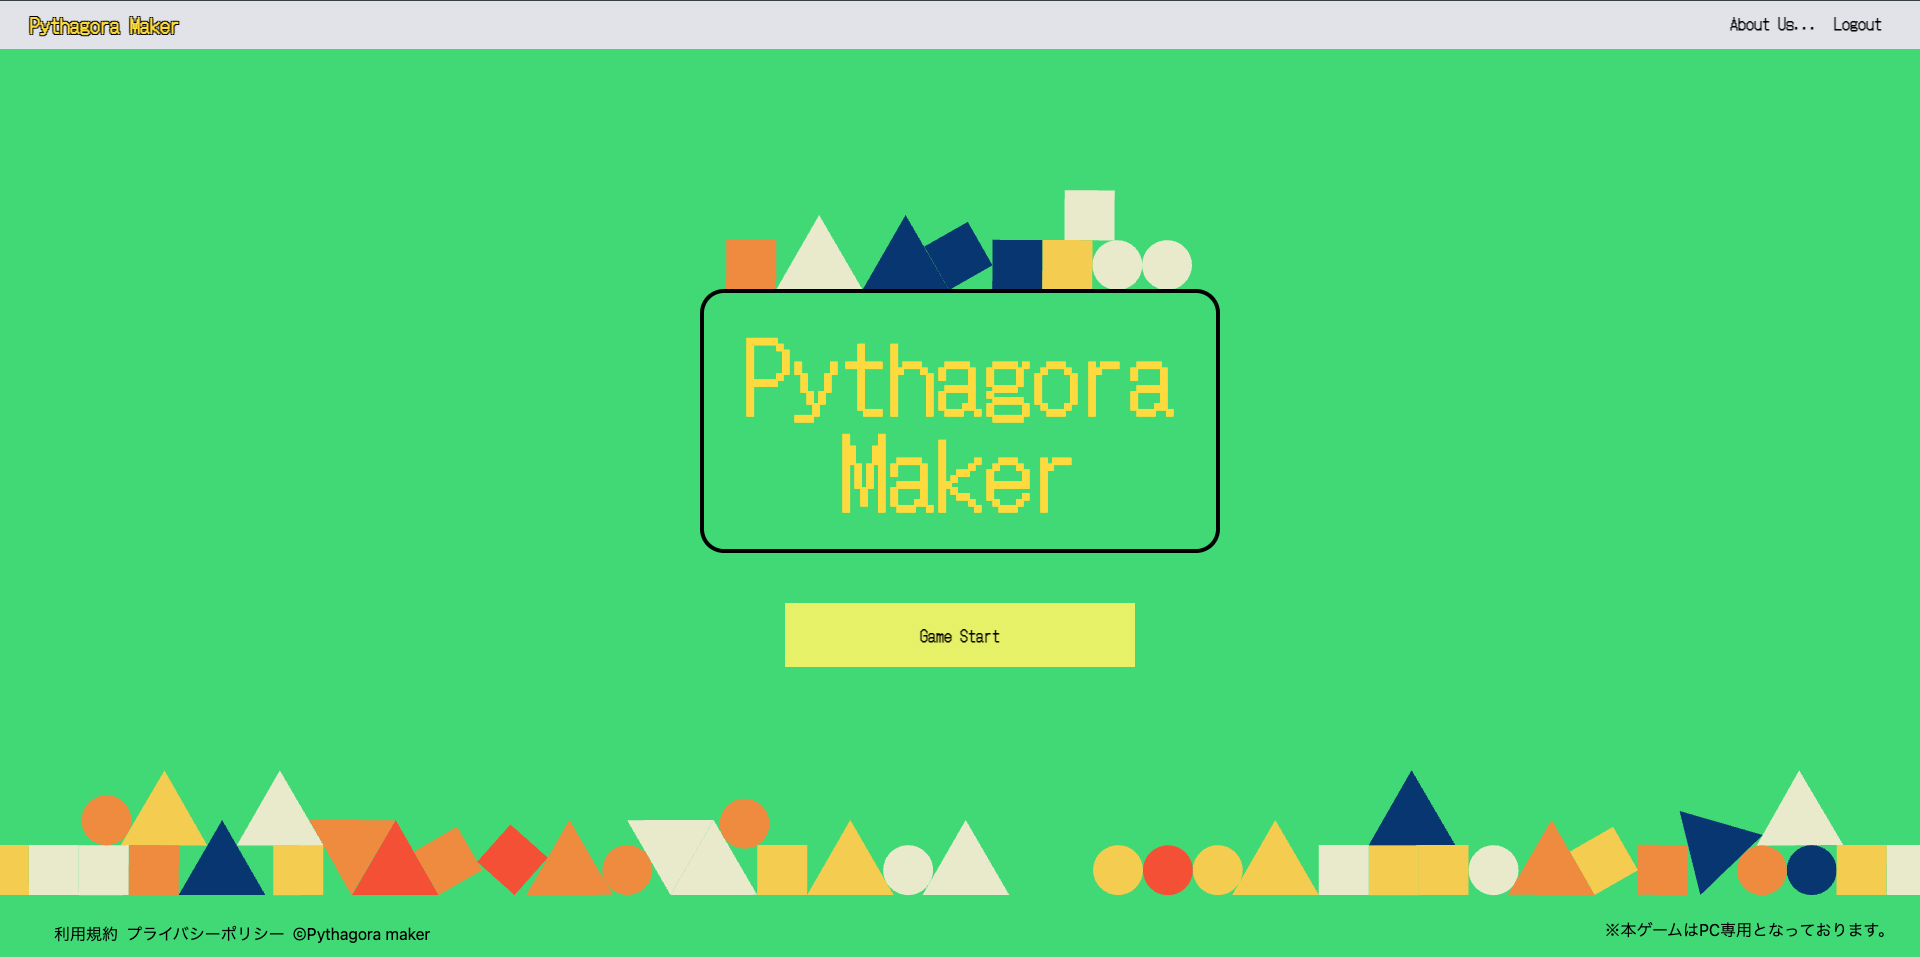 Pythagora Maker
About Us... Logout
Pythagora
Maker
Game Start
利用規約 プライバシーポリシー ©Pythagora maker
※本ゲームはPC専用となっております。